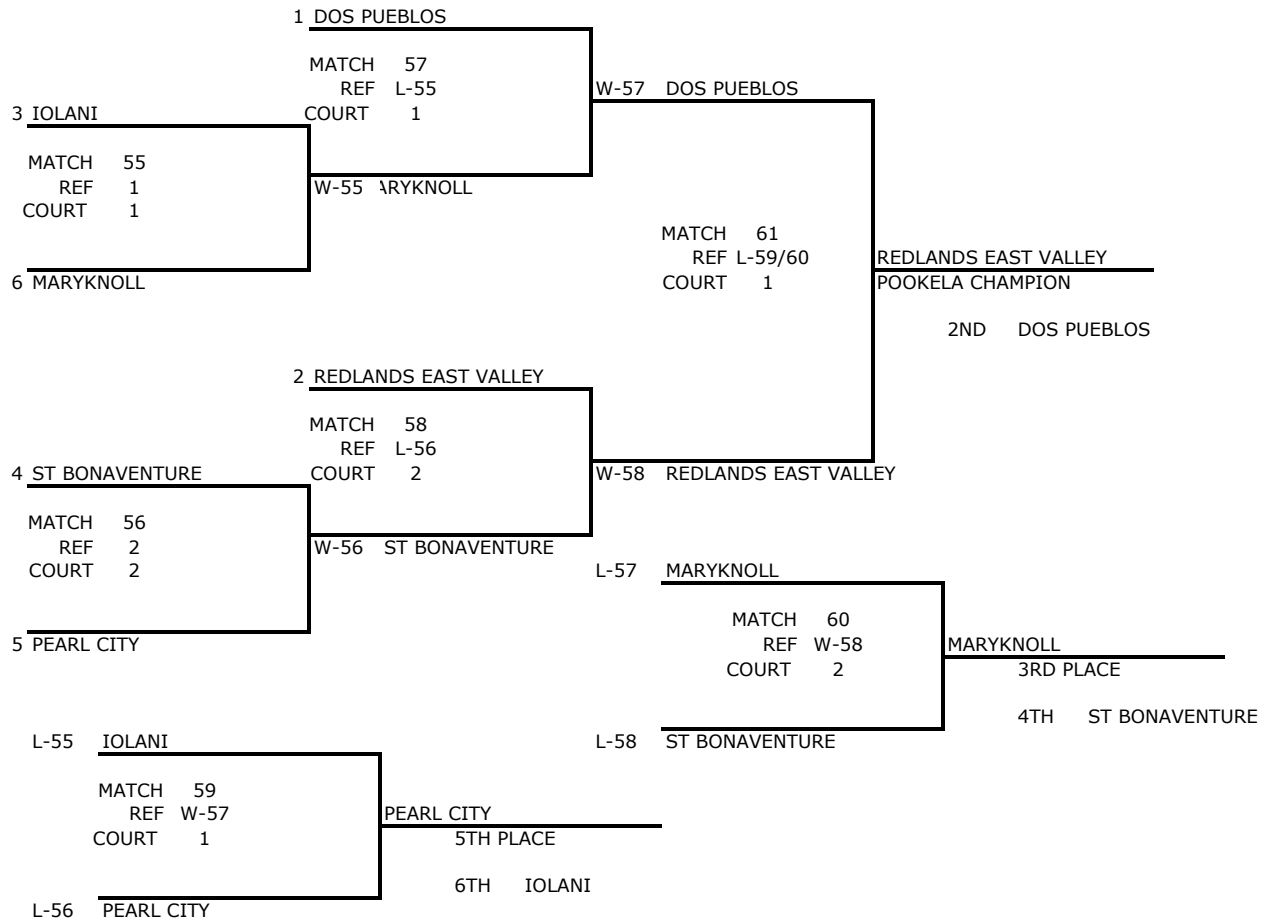 1 DOS PUEBLOS
MATCH 57
REF L-55
W-57 DOS PUEBLOS
3 IOLANI
COURT 1
MATCH 55
REF 1
W-55 ARYKNOLL
COURT 1
MATCH 61
REF L-59/60
REDLANDS EAST VALLEY
6 MARYKNOLL
COURT 1
POOKELA CHAMPION
2ND DOS PUEBLOS
2 REDLANDS EAST VALLEY
MATCH 58
REF L-56
4 ST BONAVENTURE
COURT 2
W-58 REDLANDS EAST VALLEY
MATCH 56
REF 2
W-56 ST BONAVENTURE
COURT 2
L-57 MARYKNOLL
MATCH 60
5 PEARL CITY
REF W-58
MARYKNOLL
COURT 2
3RD PLACE
4TH ST BONAVENTURE
L-55 IOLANI
L-58 ST BONAVENTURE
MATCH 59
REF W-57
PEARL CITY
COURT 1
5TH PLACE
6TH IOLANI
L-56 PEARL CITY